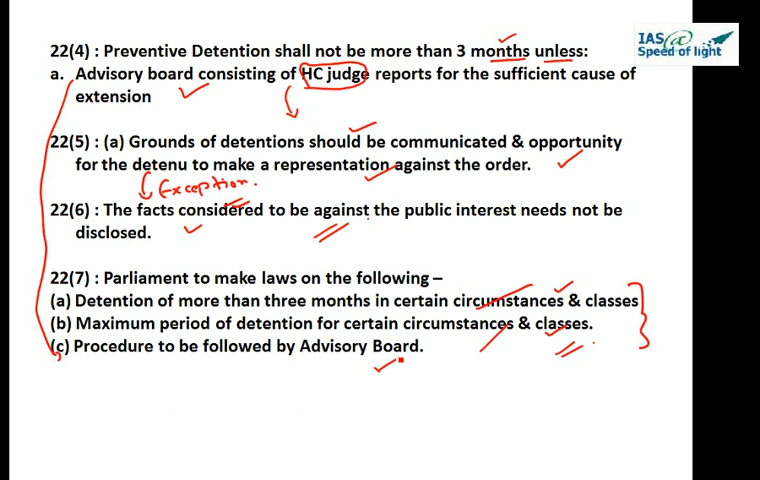 IAS@
Speed of light
22(4) : Preventive Detention shall not be more than 3 months unless:
a. Advisory board consisting of HC judge reports for the sufficient cause of
extension
22(5) : (a) Grounds of detentions should be communicated & opportunity
for the detenu to make a representation against the order.
Exception.
22(6) : The facts considered to be against the public interest needs not be
disclosed.
22(7) : Parliament to make laws on the following –
(a) Detention of more than three months in certain circumstances & classes
(b) Maximum period of detention for certain circumstances & classes.
(c) Procedure to be followed by Advisory Board.